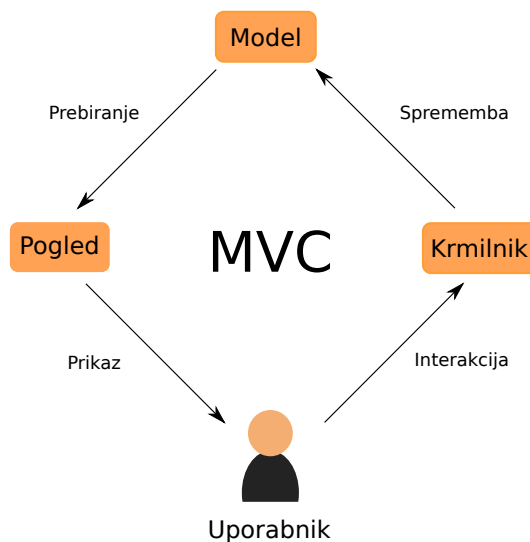 Model
Prebiranje
Sprememba
Pogled
MVC
Krmilnik
Prikaz
Interakcija
Uporabnik